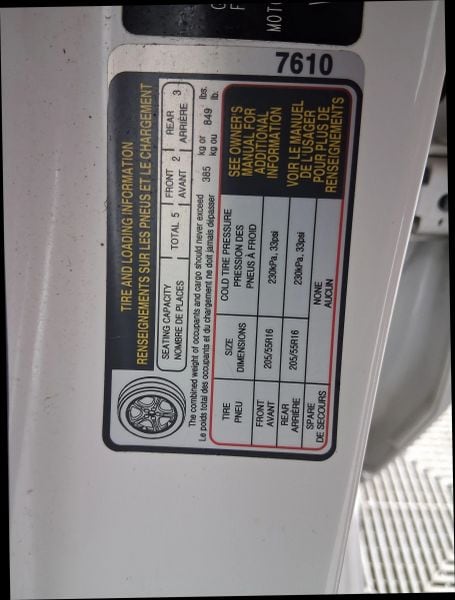 7610
TIRE AND LOADING INFORMATION
RENSEIGNEMENTS SUR LES PNEUS ET LE CHARGEMENT
SEATING CAPACITY
NOMBRE DE PLACES
TOTAL 5
FRONT 2
AVANT
REAR 3
ARRIÈRE
The combined weight of occupants and cargo should never exceed 385 kg or 849 lbs.
Le poids total des occupants et du chargement ne doit jamais dépasser kg ou lb.
TIRE
PNEU
SIZE
DIMENSIONS
COLD TIRE PRESSURE
PRESSION DES
PNEUS À FROID
SEE OWNER'S
MANUAL FOR
ADDITIONAL
INFORMATION
VOIR LE MANUEL
DE L'USAGER
POUR PLUS DE
RENSEIGNEMENTS
FRONT
AVANT
205/55R16
230kPa, 33psi
REAR
ARRIÈRE
205/55R16
230kPa, 33psi
SPARE
DE SECOURS
NONE
AUCUN